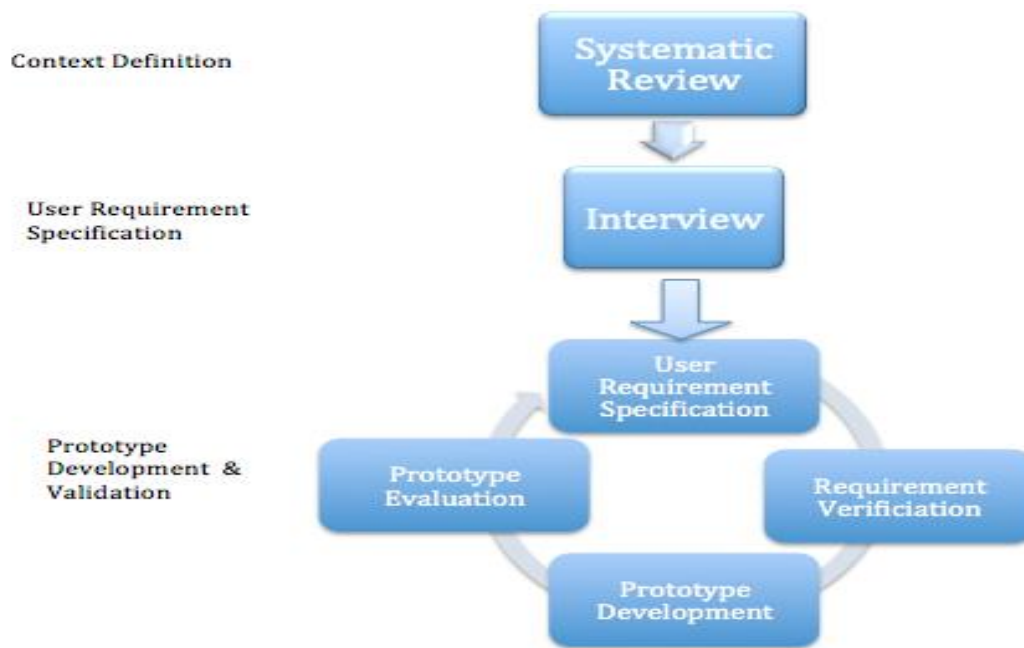 Context Definition
Systematic
Review
User Requirement
Specification
Interview
Prototype
Development &
Validation
User
Requirement
Specification
Prototype
Evaluation
Requirement
Verificiation
Prototype
Development